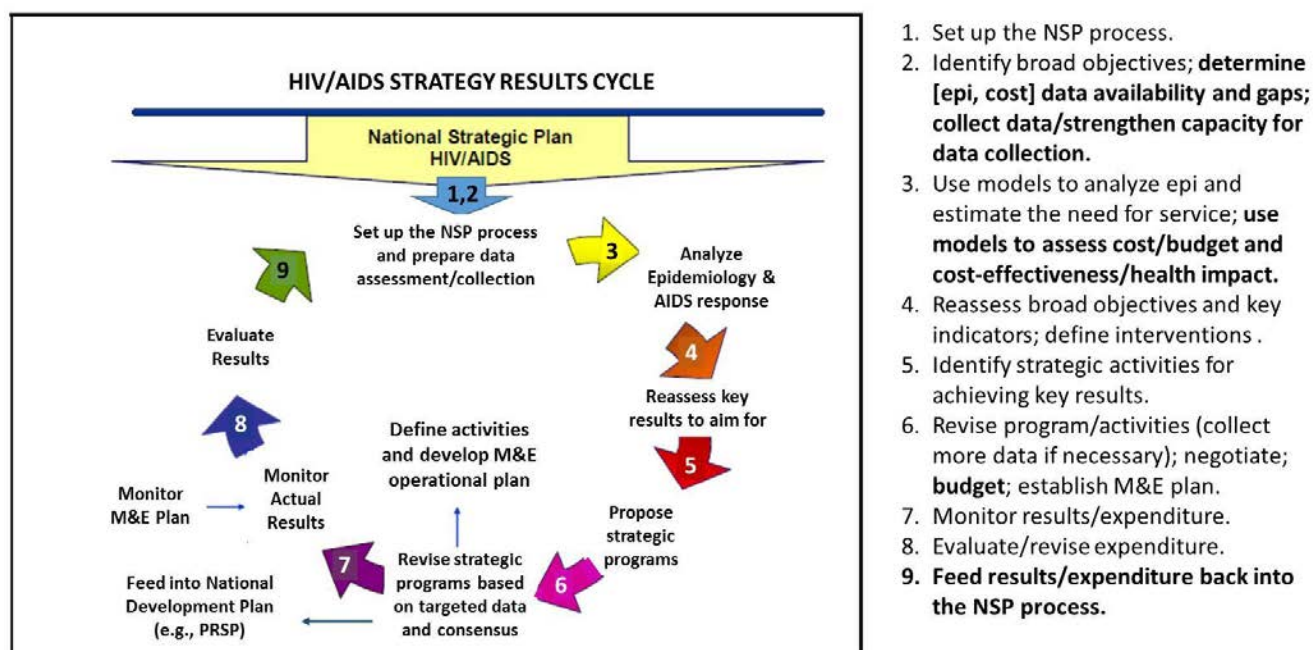 HIV/AIDS STRATEGY RESULTS CYCLE
National Strategic Plan
HIV/AIDS
1,2
Set up the NSP process
and prepare data
assessment/collection
3
Analyze
Epidemiology &
AIDS response
4
Reassess key
results to aim for
5
Propose
strategic
programs
6
Revise strategic
programs based
on targeted data
and consensus
Define activities
and develop M&E
operational plan
Feed into National
Development Plan
(e.g., PRSP)
7
Monitor
Actual
Results
Monitor
M&E Plan
8
Evaluate
Results
9
1. Set up the NSP process.
2. Identify broad objectives; determine
[epi, cost] data availability and gaps;
collect data/strengthen capacity for
data collection.
3. Use models to analyze epi and
estimate the need for service; use
models to assess cost/budget and
cost-effectiveness/health impact.
4. Reassess broad objectives and key
indicators; define interventions .
5. Identify strategic activities for
achieving key results.
6. Revise program/activities (collect
more data if necessary); negotiate;
budget; establish M&E plan.
7. Monitor results/expenditure.
8. Evaluate/revise expenditure.
9. Feed results/expenditure back into
the NSP process.